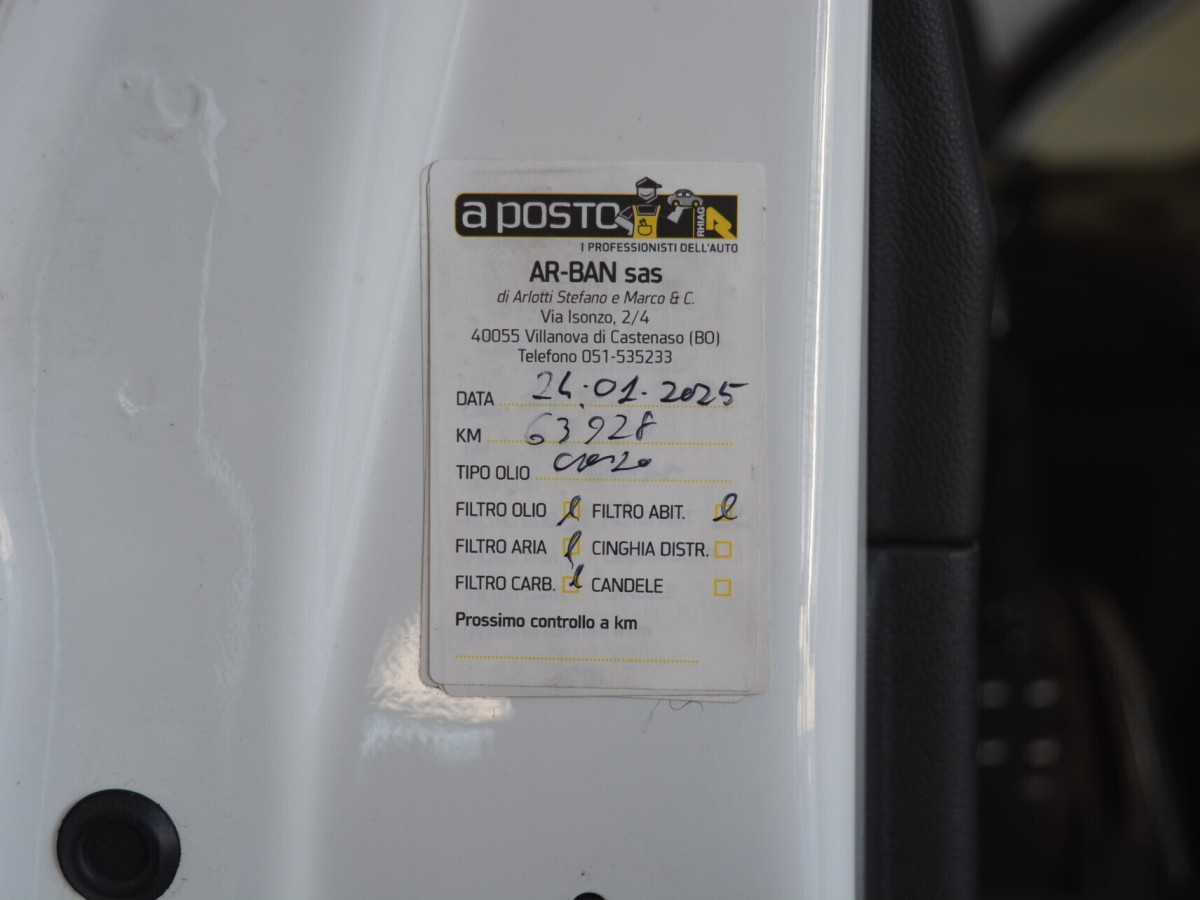 a POSTO RHIAG
I PROFESSIONISTI DELL'AUTO
AR-BAN sas
di Arlotti Stefano e Marco & C.
Via Isonzo, 2/4
40055 Villanova di Castenaso (BO)
Telefono 051-535233
DATA 24.01.2025
KM 63928
TIPO OLIO
FILTRO OLIO FILTRO ABIT.
FILTRO ARIA CINGHIA DISTR.
FILTRO CARB. CANDELE
Prossimo controllo a km